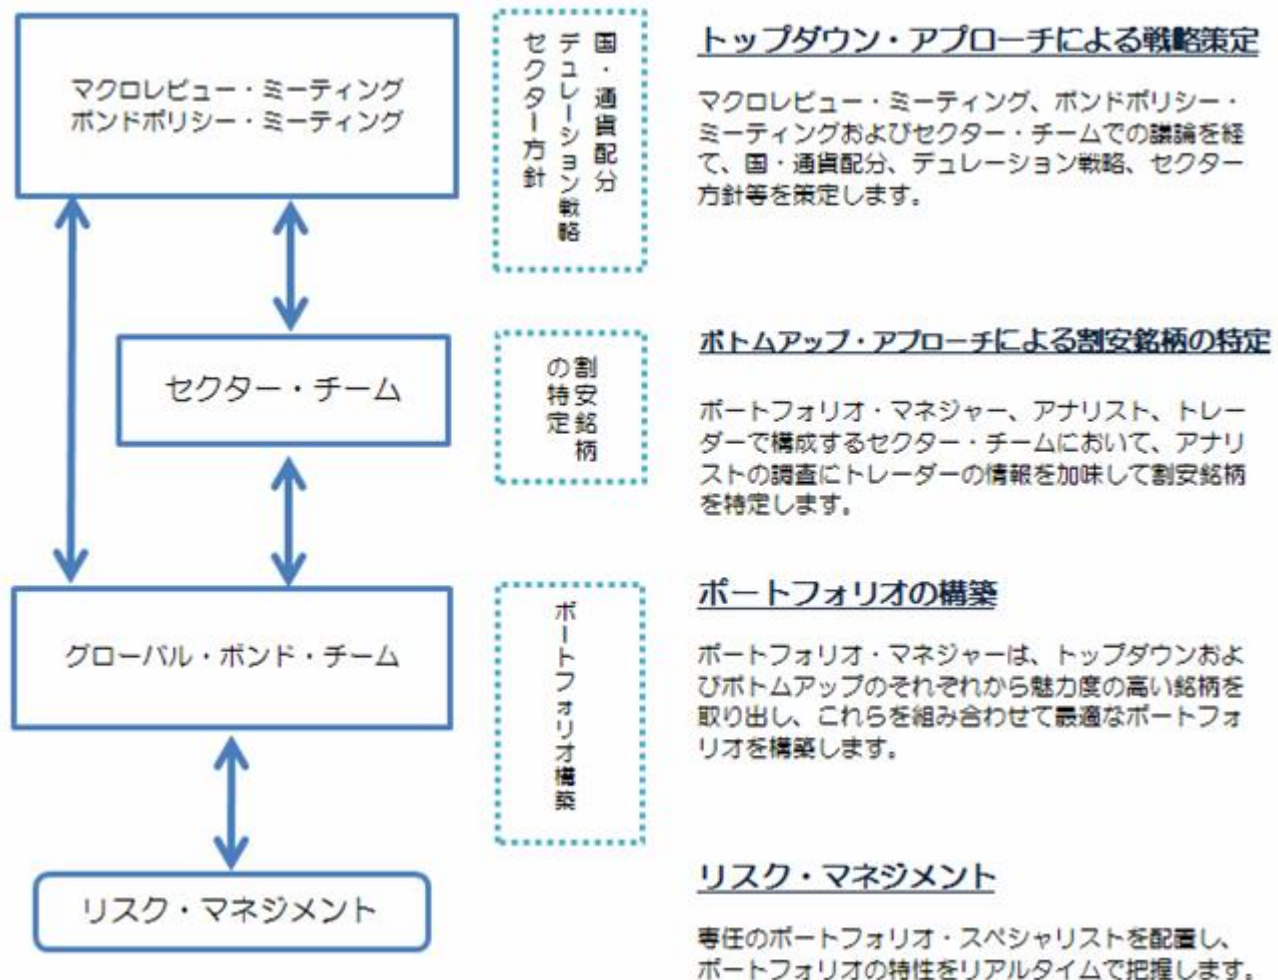 マクロレビュー・ミーティング
ボンドポリシー・ミーティング
国・通貨配分
デュレーション戦略
セクター方針
トップダウン・アプローチによる戦略策定
マクロレビュー・ミーティング、ボンドポリシー・
ミーティングおよびセクター・チームでの議論を経
て、国・通貨配分、デュレーション戦略、セクター
方針等を策定します。
セクター・チーム
割安銘柄
の特定
ボトムアップ・アプローチによる割安銘柄の特定
ポートフォリオ・マネジャー、アナリスト、トレー
ダーで構成するセクター・チームにおいて、アナリ
ストの調査にトレーダーの情報を加味して割安銘柄
を特定します。
グローバル・ボンド・チーム
ポートフォリオ構築
ポートフォリオの構築
ポートフォリオ・マネジャーは、トップダウンおよ
びボトムアップのそれぞれから魅力度の高い銘柄を
取り出し、これらを組み合わせて最適なポートフォ
リオを構築します。
リスク・マネジメント
リスク・マネジメント
専任のポートフォリオ・スペシャリストを配置し、
ポートフォリオの特性をリアルタイムで把握します。